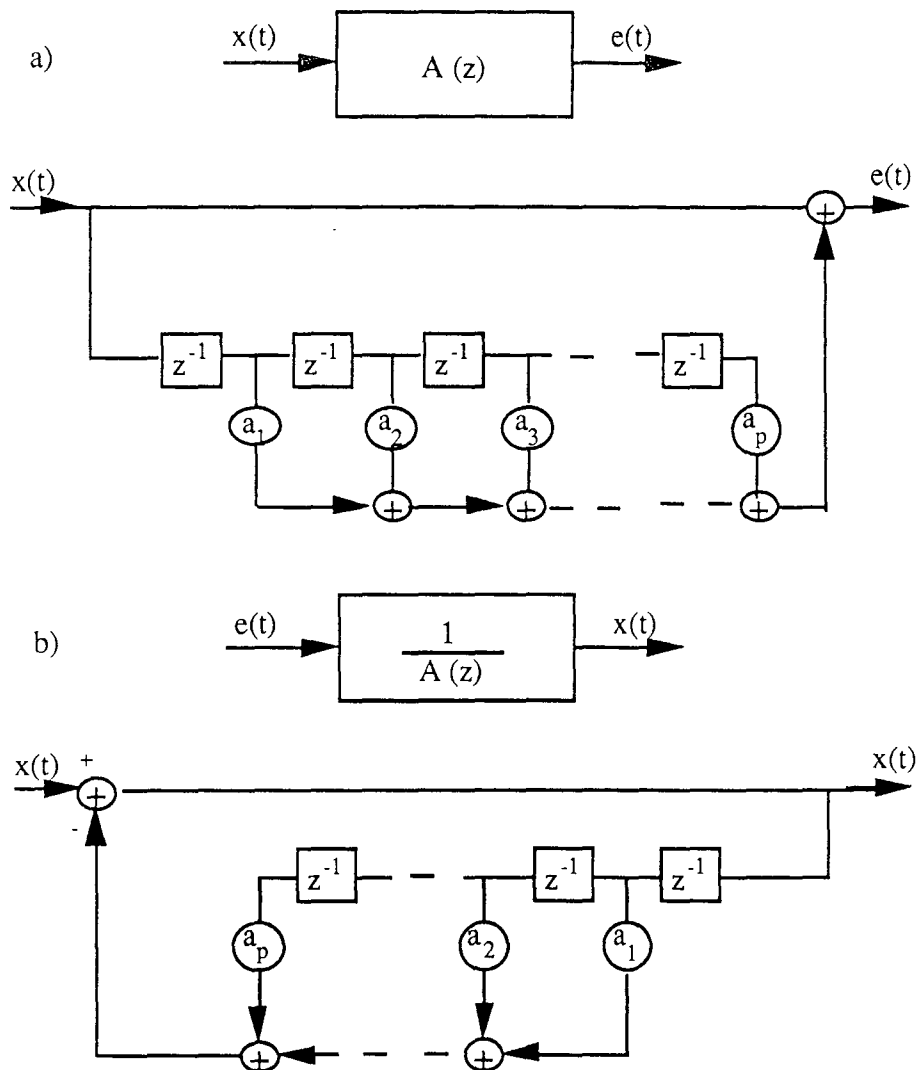 a)
x(t)
A (z)
e(t)
x(t)
+
e(t)
z⁻¹
z⁻¹
z⁻¹
z⁻¹
a₁
a₂
a₃
aₚ
+
+
+
b)
e(t)
1
A (z)
x(t)
x(t)
+
+
x(t)
-
z⁻¹
z⁻¹
z⁻¹
aₚ
a₂
a₁
+
+